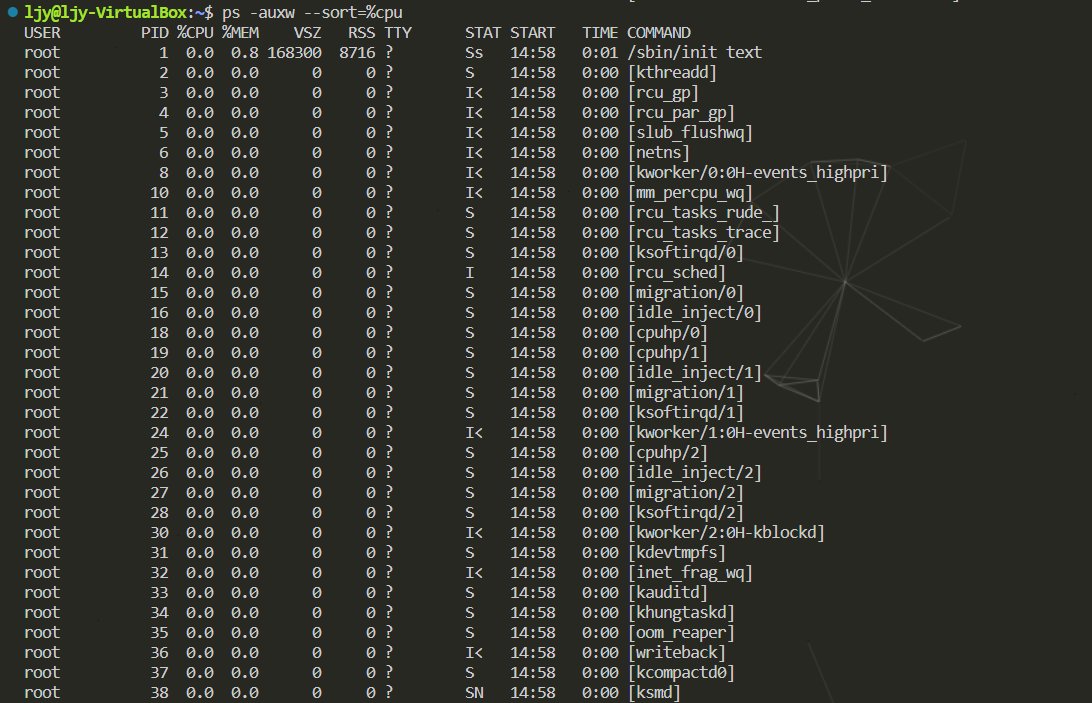 ljy@ljy-VirtualBox:~$ ps -auxw --sort=%cpu
USER PID %CPU %MEM VSZ RSS TTY STAT START TIME COMMAND
root 1 0.0 0.8 168300 8716 ? Ss 14:58 0:01 /sbin/init text
root 2 0.0 0.0 0 0 ? S 14:58 0:00 [kthreadd]
root 3 0.0 0.0 0 0 ? I< 14:58 0:00 [rcu_gp]
root 4 0.0 0.0 0 0 ? I< 14:58 0:00 [rcu_par_gp]
root 5 0.0 0.0 0 0 ? I< 14:58 0:00 [slub_flushwq]
root 6 0.0 0.0 0 0 ? I< 14:58 0:00 [netns]
root 8 0.0 0.0 0 0 ? I< 14:58 0:00 [kworker/0:0H-events_highpri]
root 10 0.0 0.0 0 0 ? I< 14:58 0:00 [mm_percpu_wq]
root 11 0.0 0.0 0 0 ? S 14:58 0:00 [rcu_tasks_rude_]
root 12 0.0 0.0 0 0 ? S 14:58 0:00 [rcu_tasks_trace]
root 13 0.0 0.0 0 0 ? S 14:58 0:00 [ksoftirqd/0]
root 14 0.0 0.0 0 0 ? I 14:58 0:00 [rcu_sched]
root 15 0.0 0.0 0 0 ? S 14:58 0:00 [migration/0]
root 16 0.0 0.0 0 0 ? S 14:58 0:00 [idle_inject/0]
root 18 0.0 0.0 0 0 ? S 14:58 0:00 [cpuhp/0]
root 19 0.0 0.0 0 0 ? S 14:58 0:00 [cpuhp/1]
root 20 0.0 0.0 0 0 ? S 14:58 0:00 [idle_inject/1]
root 21 0.0 0.0 0 0 ? S 14:58 0:00 [migration/1]
root 22 0.0 0.0 0 0 ? S 14:58 0:00 [ksoftirqd/1]
root 24 0.0 0.0 0 0 ? I< 14:58 0:00 [kworker/1:0H-events_highpri]
root 25 0.0 0.0 0 0 ? S 14:58 0:00 [cpuhp/2]
root 26 0.0 0.0 0 0 ? S 14:58 0:00 [idle_inject/2]
root 27 0.0 0.0 0 0 ? S 14:58 0:00 [migration/2]
root 28 0.0 0.0 0 0 ? S 14:58 0:00 [ksoftirqd/2]
root 30 0.0 0.0 0 0 ? I< 14:58 0:00 [kworker/2:0H-kblockd]
root 31 0.0 0.0 0 0 ? S 14:58 0:00 [kdevtmpfs]
root 32 0.0 0.0 0 0 ? I< 14:58 0:00 [inet_frag_wq]
root 33 0.0 0.0 0 0 ? S 14:58 0:00 [kauditd]
root 34 0.0 0.0 0 0 ? S 14:58 0:00 [khungtaskd]
root 35 0.0 0.0 0 0 ? S 14:58 0:00 [oom_reaper]
root 36 0.0 0.0 0 0 ? I< 14:58 0:00 [writeback]
root 37 0.0 0.0 0 0 ? S 14:58 0:00 [kcompactd0]
root 38 0.0 0.0 0 0 ? SN 14:58 0:00 [ksmd]